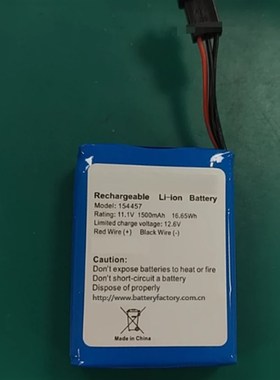 Rechargeable Li-ion Battery
Model: 154457
Rating: 11.1V 1500mAh 16.65Wh
Limited charge voltage: 12.6V
Red Wire (+) Black Wire (-)
Caution:
Don't expose batteries to heat or fire
Don't short-circuit a battery
Dispose of properly
www.batteryfactory.com.cn
Made in China